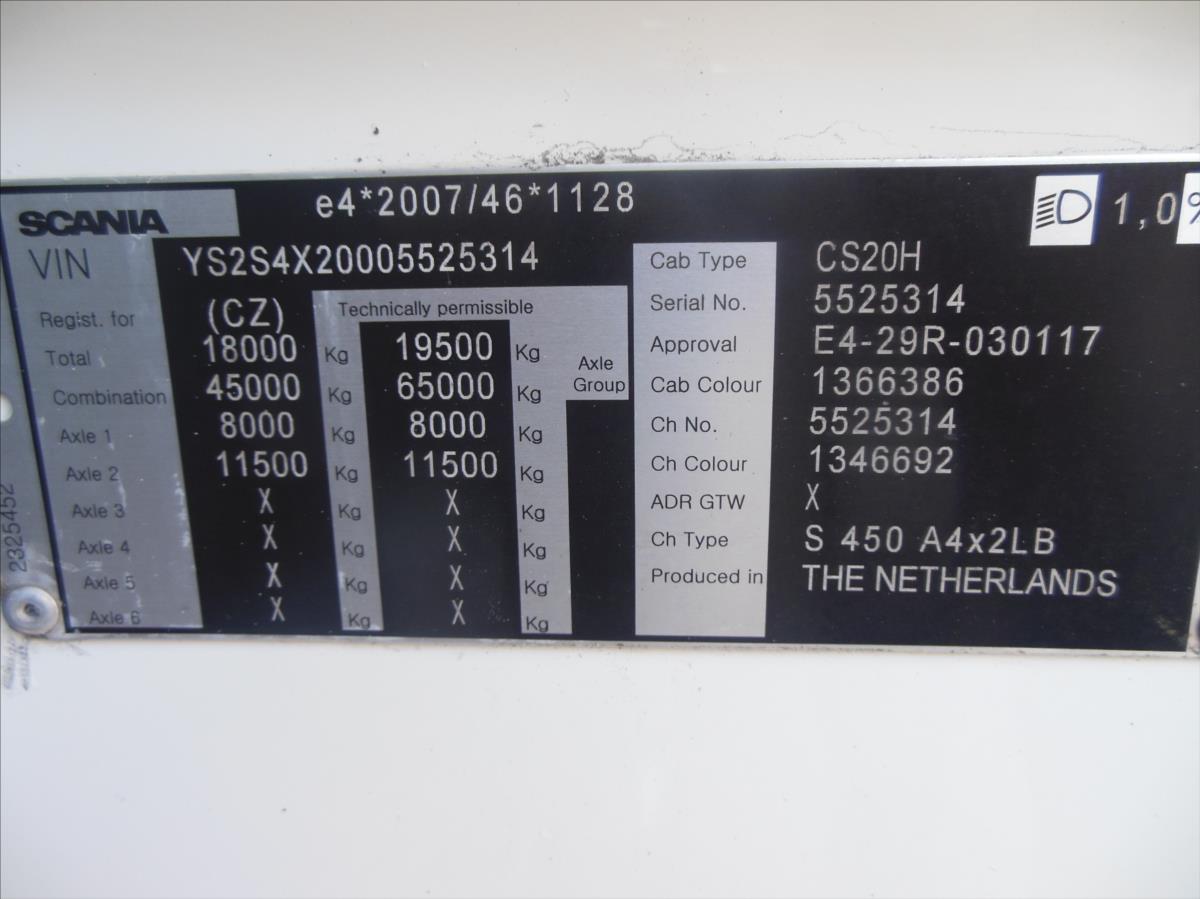 SCANIA e4*2007/46*1128 1,0%
VIN YS2S4X20005525314
Regist. for (CZ) Technically permissible
Total 18000 Kg 19500 Kg
Combination 45000 Kg 65000 Kg Axle Group
Axle 1 8000 Kg 8000 Kg
Axle 2 11500 Kg 11500 Kg
Axle 3 X Kg X Kg
Axle 4 X Kg X Kg
Axle 5 X Kg X Kg
Axle 6 X Kg X Kg
Cab Type CS20H
Serial No. 5525314
Approval E4-29R-030117
Cab Colour 1366386
Ch No. 5525314
Ch Colour 1346692
ADR GTW X
Ch Type S 450 A4x2LB
Produced in THE NETHERLANDS
2325452